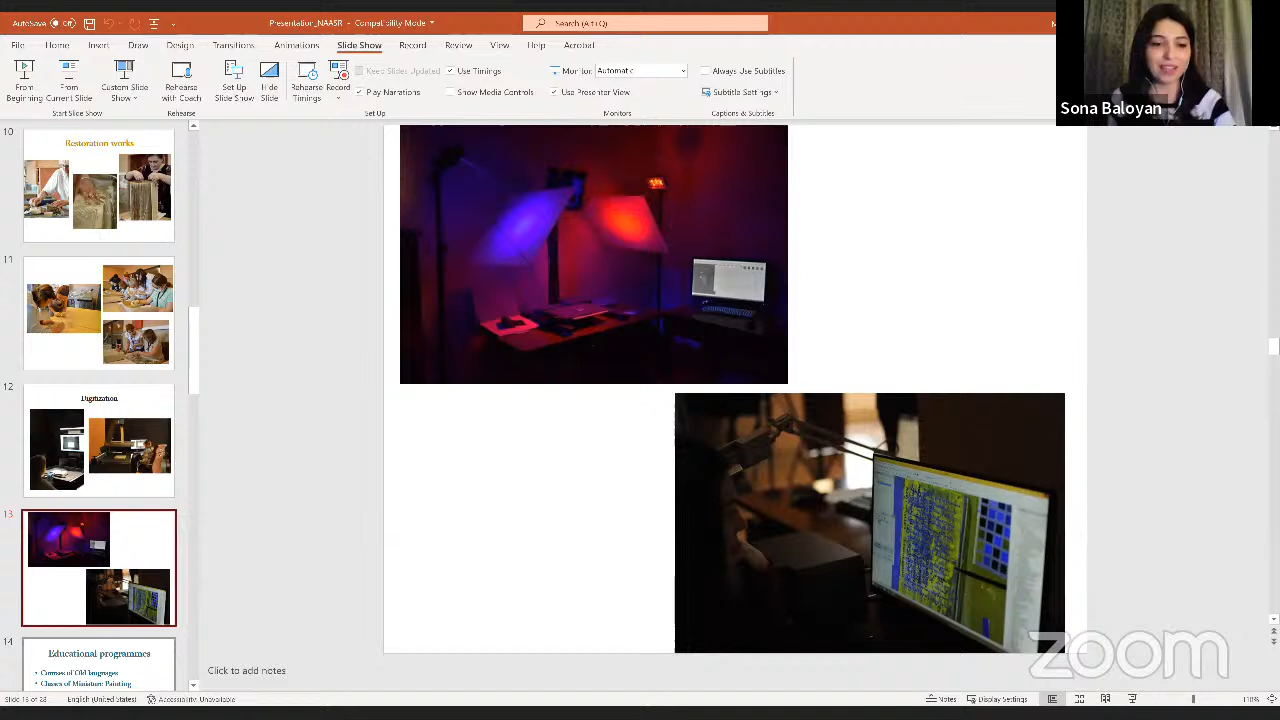 AutoSave Off
Presentation_NAASR - Compatibility Mode
Search (Alt+Q)
File Home Insert Draw Design Transitions Animations Slide Show Record Review View Help Acrobat
From Beginning
From Current Slide
Custom Slide Show
Rehearse with Coach
Set Up Slide Show
Hide Slide
Rehearse Timings
Record
Keep Slides Updated
Use Timings
Play Narrations
Show Media Controls
Monitor: Automatic
Use Presenter View
Always Use Subtitles
Subtitle Settings
Start Slide Show
Rehearse
Set Up
Monitors
Captions & Subtitles
Sona Baloyan
10
Restoration works
11
12
Digitization
13
14
Educational programmes
• Courses of Old languages
• Classes of Miniature Painting
Click to add notes
English (United States)
Accessibility: Unavailable
Notes
Display Settings
110%
zoom